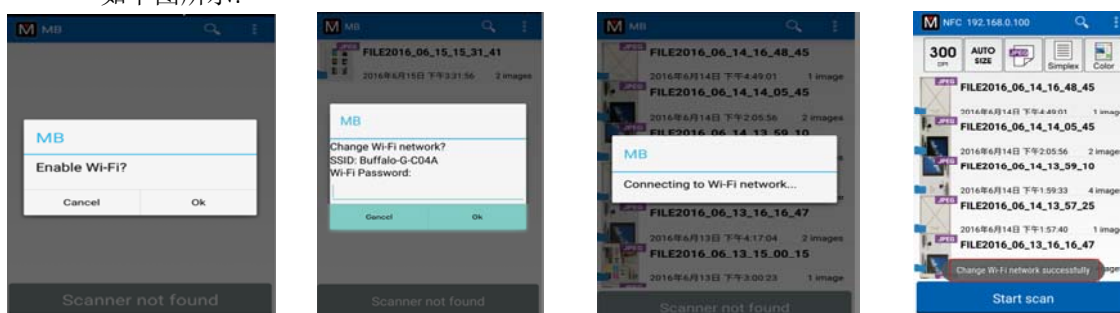 如下图所示:
MB
Enable Wi-Fi?
Cancel
Ok
Scanner not found
MB
FILE2016_06_15_15_31_41
2016年6月15日 下午3:31:56 2 images
MB
Change Wi-Fi network?
SSID: Buffalo-G-C04A
Wi-Fi Password:
Cancel
Ok
Scanner not found
MB
FILE2016_06_14_16_48_45
2016年6月14日 下午4:49:01 1 image
FILE2016_06_14_14_05_45
2016年6月14日 下午2:05:56 2 images
FILE2016_06_14_13_59_10
MB
Connecting to Wi-Fi network...
FILE2016_06_13_16_16_47
2016年6月13日 下午4:17:04 2 images
FILE2016_06_13_15_00_15
2016年6月13日 下午3:00:23 1 image
Scanner not found
M NFC 192.168.0.100
300 DPI
AUTO SIZE
JPEG
Simplex
Color
FILE2016_06_14_16_48_45
2016年6月14日 下午4:49:01 1 image
FILE2016_06_14_14_05_45
2016年6月14日 下午2:05:56 2 image
FILE2016_06_14_13_59_10
2016年6月14日 下午1:59:33 4 image
FILE2016_06_14_13_57_25
2016年6月14日 下午1:57:40 1 image
FILE2016_06_13_16_16_47
Change Wi-Fi network successfully
Start scan